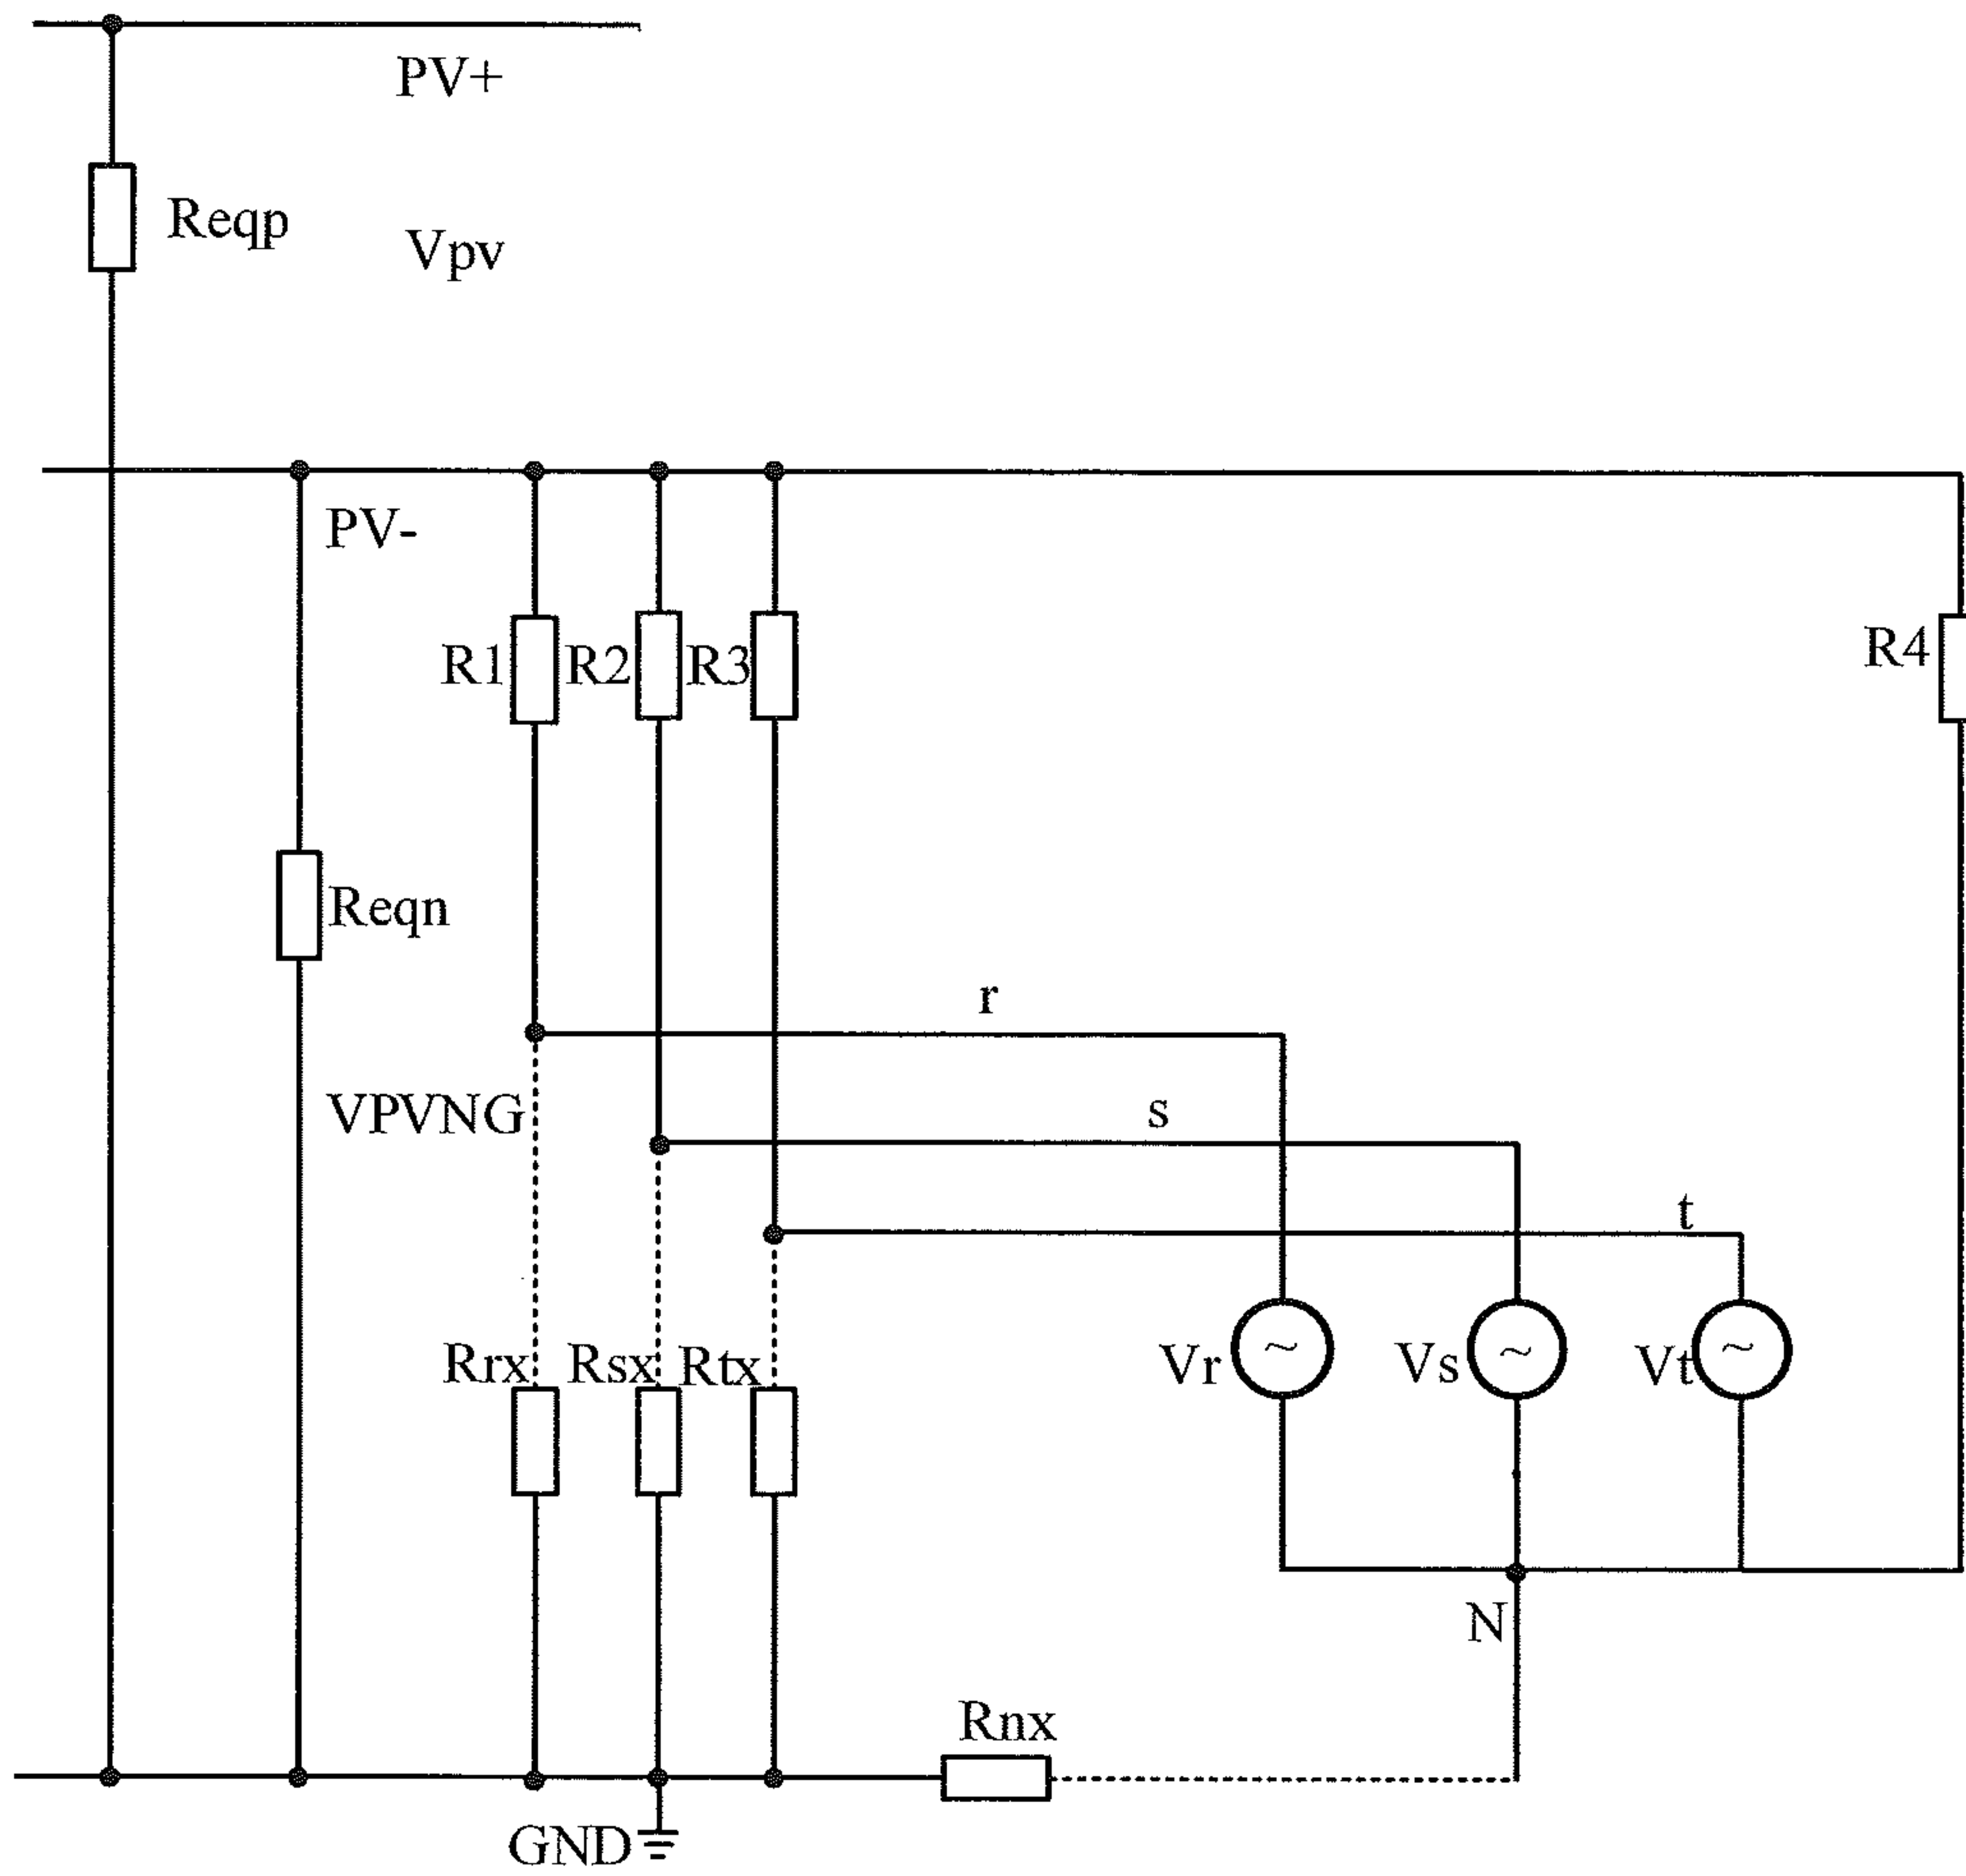 PV+
Reqp
Vpv
PV-
R1
R2
R3
R4
Reqn
r
VPVNG
s
t
Rrx
Rsx
Rtx
Vr
Vs
Vt
N
Rnx
GND